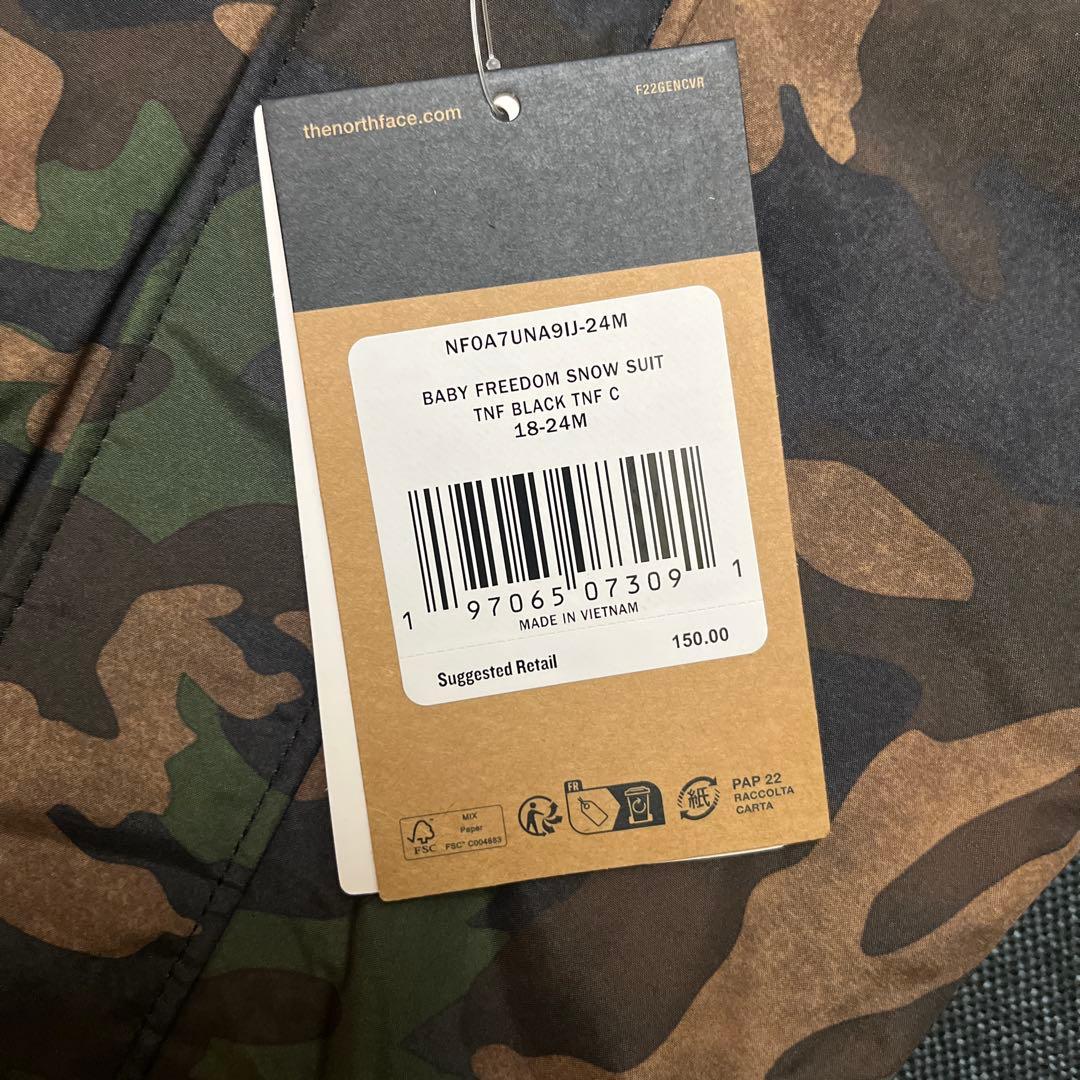 thenorthface.com
F22GENCVR
NF0A7UNA9IJ-24M
BABY FREEDOM SNOW SUIT
TNF BLACK TNF C
18-24M
1 97065 07309 1
MADE IN VIETNAM
Suggested Retail 150.00
FSC
MIX
Paper
FSC® C004883
FR
紙
PAP 22
RACCOLTA
CARTA